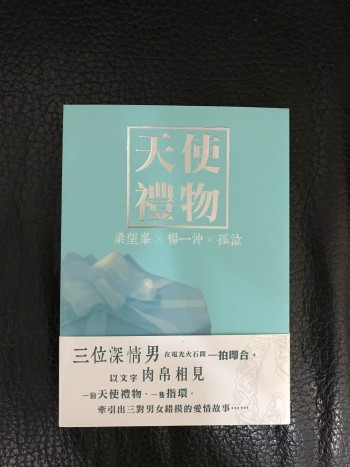 天使
禮物
梁望峯×楊一沖×孤泣
三位深情男 在電光火石間 一拍即合，
以文字 肉帛相見
一份天使禮物，一隻指環，
牽引出三對男女錯摸的愛情故事⋯⋯